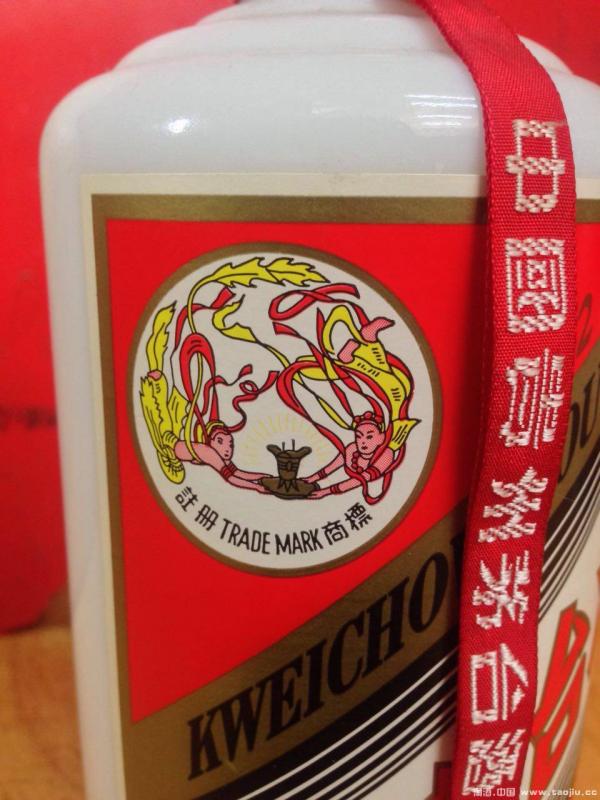 註冊 TRADE MARK 商標
KWEICHO
中國貴州茅台酒
淘酒.中国 www.taojiu.cc